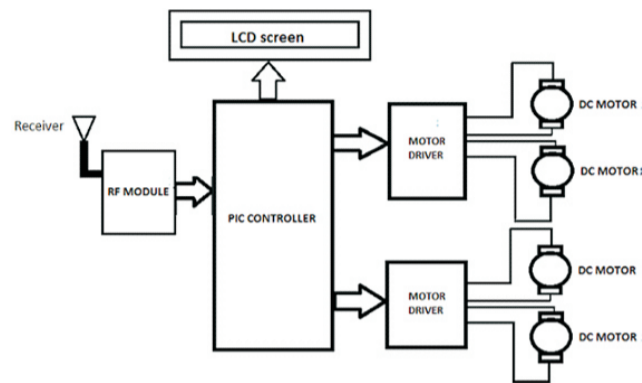 LCD screen
Receiver
RF MODULE
PIC CONTROLLER
MOTOR
DRIVER
DC MOTOR
DC MOTOR
MOTOR
DRIVER
DC MOTOR
DC MOTOR